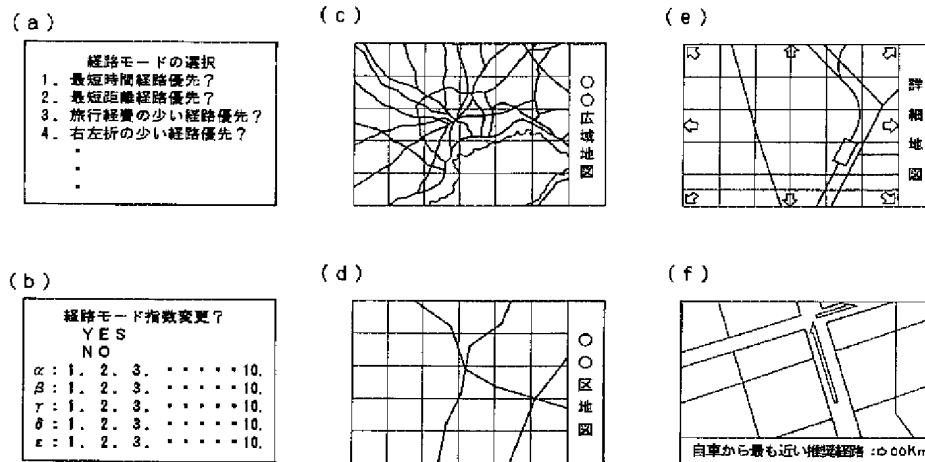 (a)
経路モードの選択
1. 最短時間経路優先?
2. 最短距離経路優先?
3. 旅行経費の少い経路優先?
4. 右左折の少い経路優先?
(b)
経路モード指数変更?
YES
NO
α:1. 2. 3. ・・・・・10.
β:1. 2. 3. ・・・・・10.
γ:1. 2. 3. ・・・・・10.
δ:1. 2. 3. ・・・・・10.
ε:1. 2. 3. ・・・・・10.
(c)
○○広域地図
(d)
○○区地図
(e)
詳細地図
(f)
自車から最も近い推奨経路:⇨ooKm